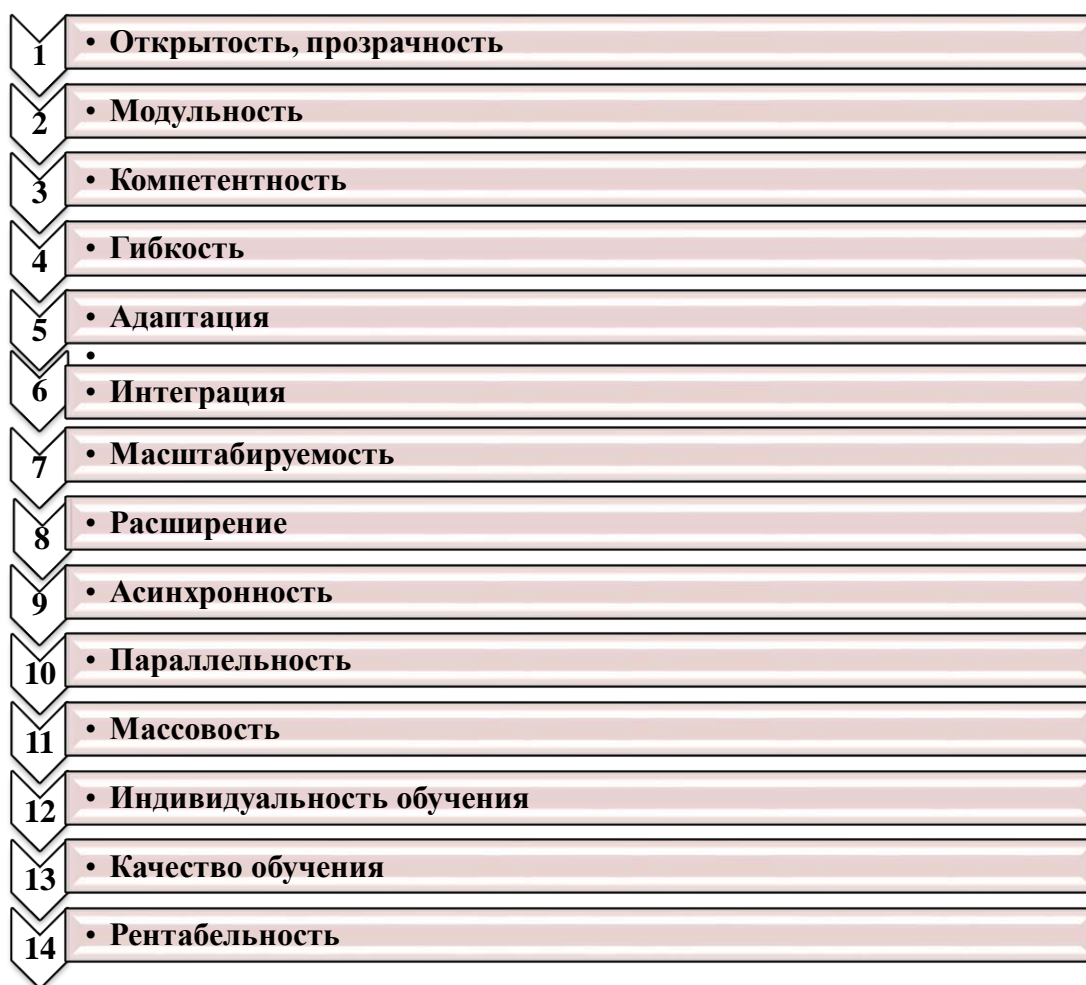 1 • Открытость, прозрачность
2 • Модульность
3 • Компетентность
4 • Гибкость
5 • Адаптация
•
6 • Интеграция
7 • Масштабируемость
8 • Расширение
9 • Асинхронность
10 • Параллельность
11 • Массовость
12 • Индивидуальность обучения
13 • Качество обучения
14 • Рентабельность